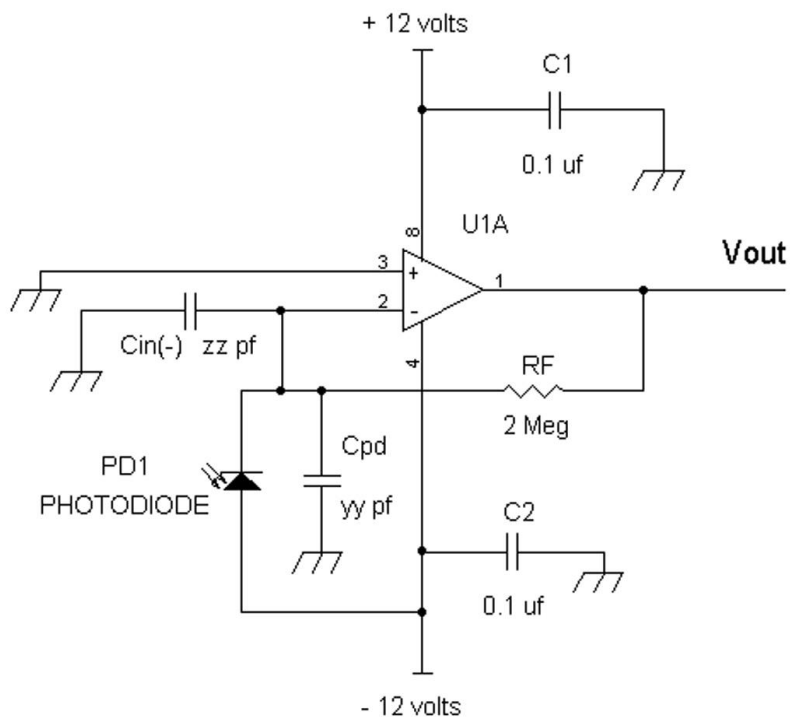 + 12 volts
C1
0.1 uf
U1A
8
Vout
3
+
1
2
-
Cin(-) zz pf
4
RF
2 Meg
Cpd
PD1
PHOTODIODE
yy pf
C2
0.1 uf
- 12 volts